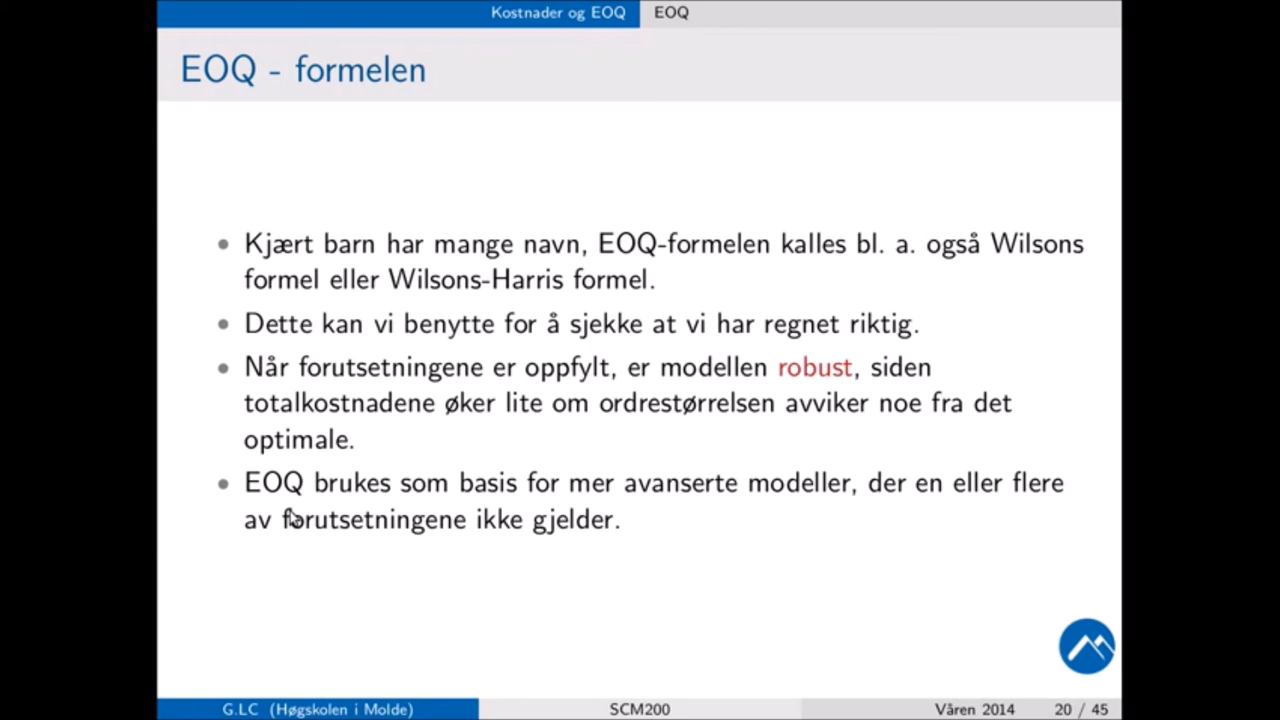 Kostnader og EOQ EOQ
EOQ - formelen
Kjært barn har mange navn, EOQ-formelen kalles bl. a. også Wilsons
formel eller Wilsons-Harris formel.
Dette kan vi benytte for å sjekke at vi har regnet riktig.
Når forutsetningene er oppfylt, er modellen robust, siden
totalkostnadene øker lite om ordrestørrelsen avviker noe fra det
optimale.
EOQ brukes som basis for mer avanserte modeller, der en eller flere
av forutsetningene ikke gjelder.
G.LC (Høgskolen i Molde) SCM200 Våren 2014 20 / 45